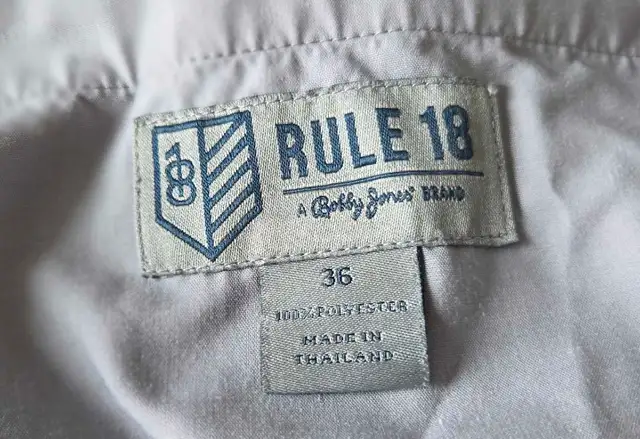 18
RULE 18
A Bobby Jones BRAND
36
100% POLYESTER
MADE IN
THAILAND